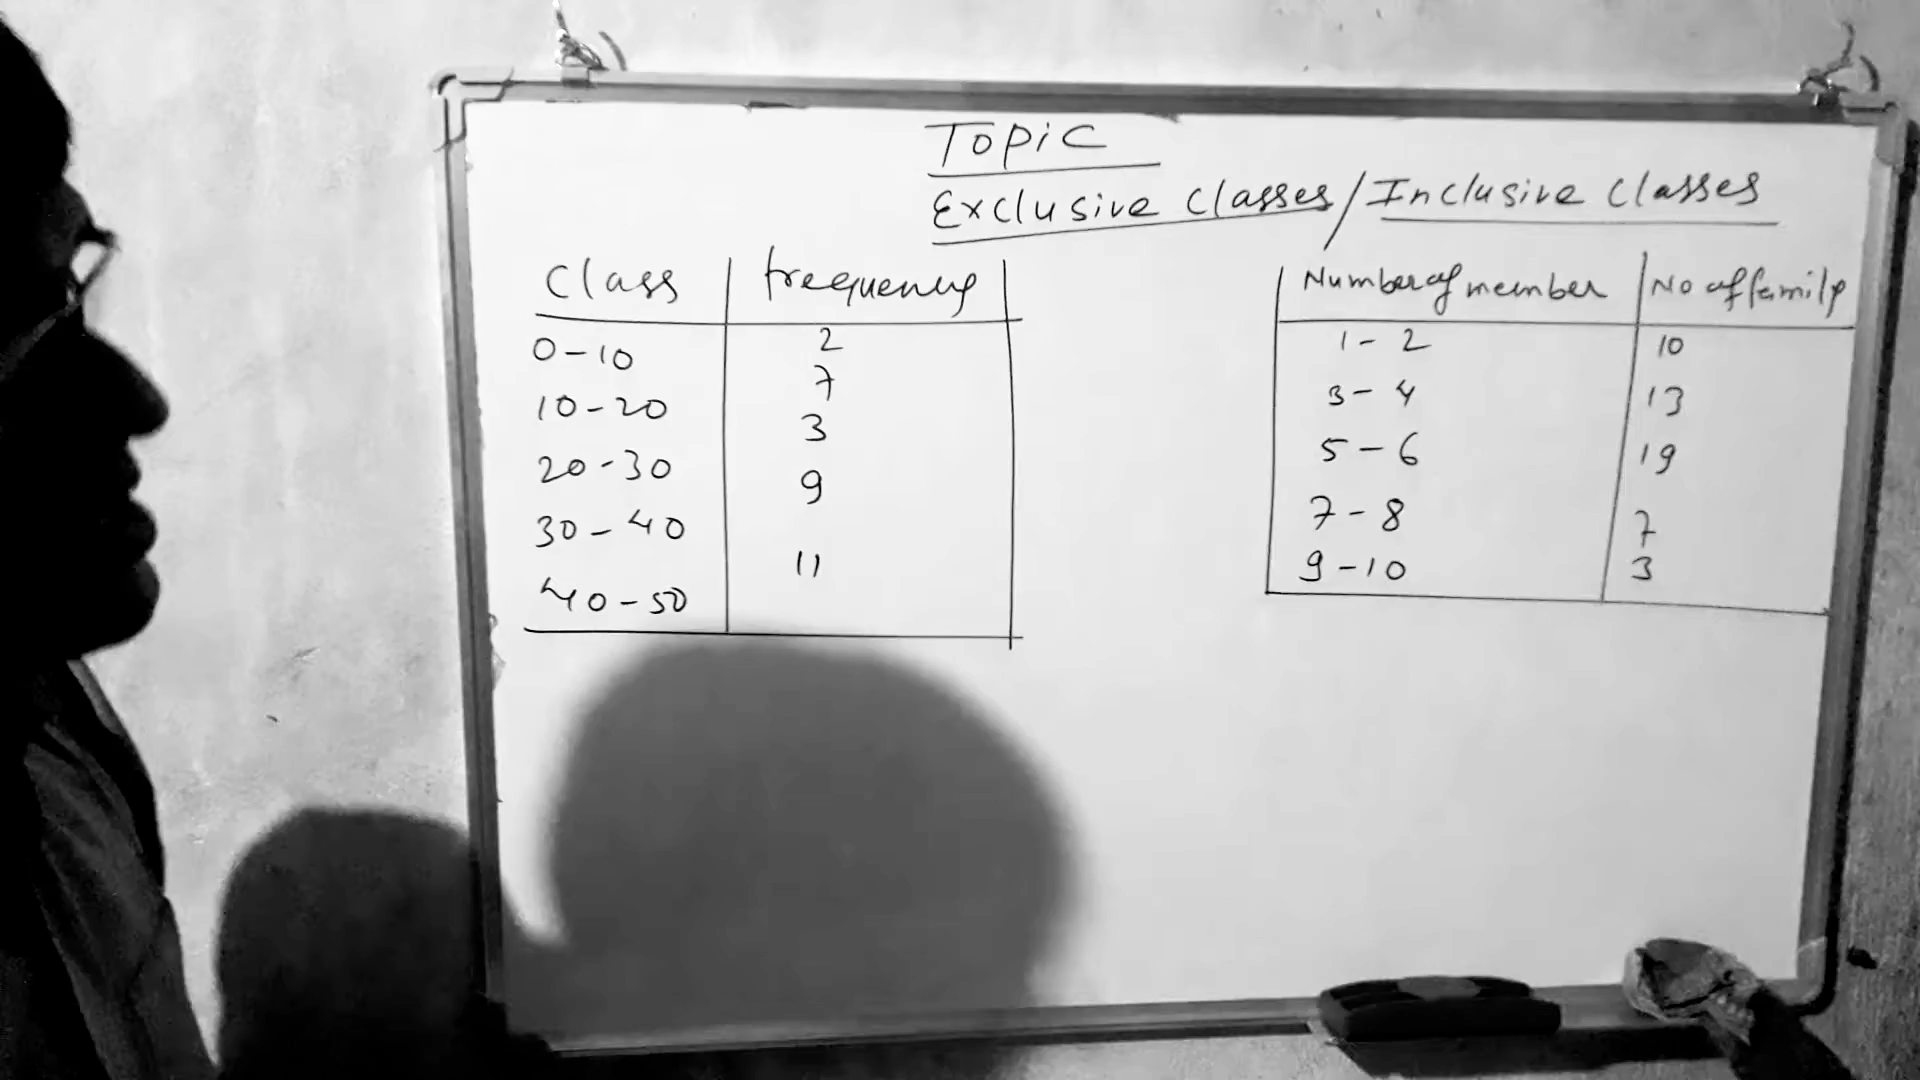 Topic
Exclusive Classes/Inclusive Classes
Class frequency
0-10 2
10-20 7
20-30 3
30-40 9
40-50 11
Number of member No of family
1-2 10
3-4 13
5-6 19
7-8 7
9-10 3